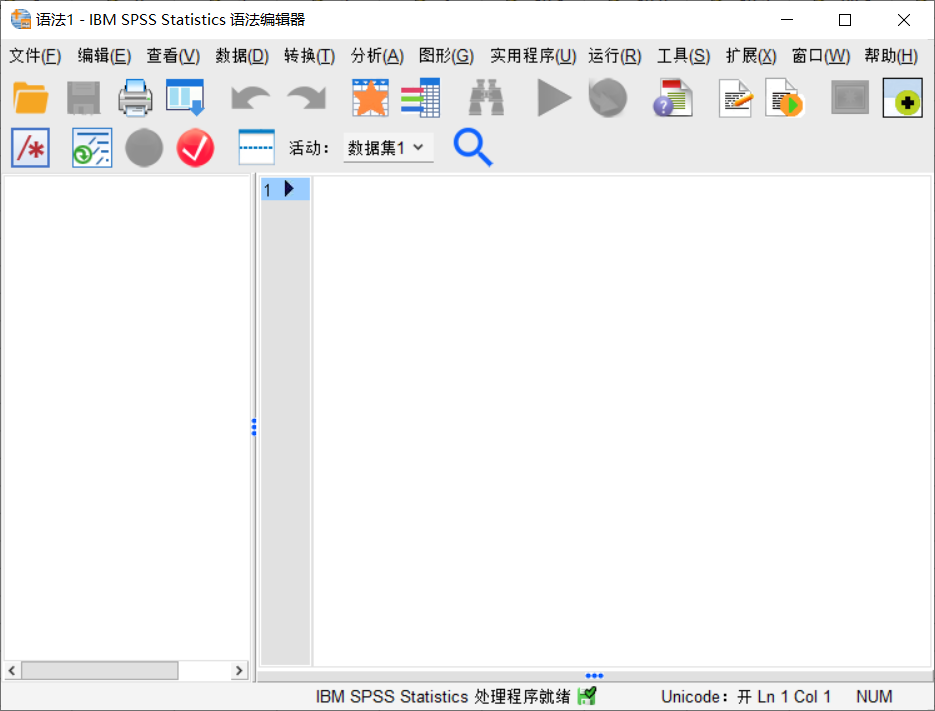 语法1 - IBM SPSS Statistics 语法编辑器
文件(F) 编辑(E) 查看(V) 数据(D) 转换(T) 分析(A) 图形(G) 实用程序(U) 运行(R) 工具(S) 扩展(X) 窗口(W) 帮助(H)
活动： 数据集1
1
IBM SPSS Statistics 处理程序就绪 Unicode：开 Ln 1 Col 1 NUM